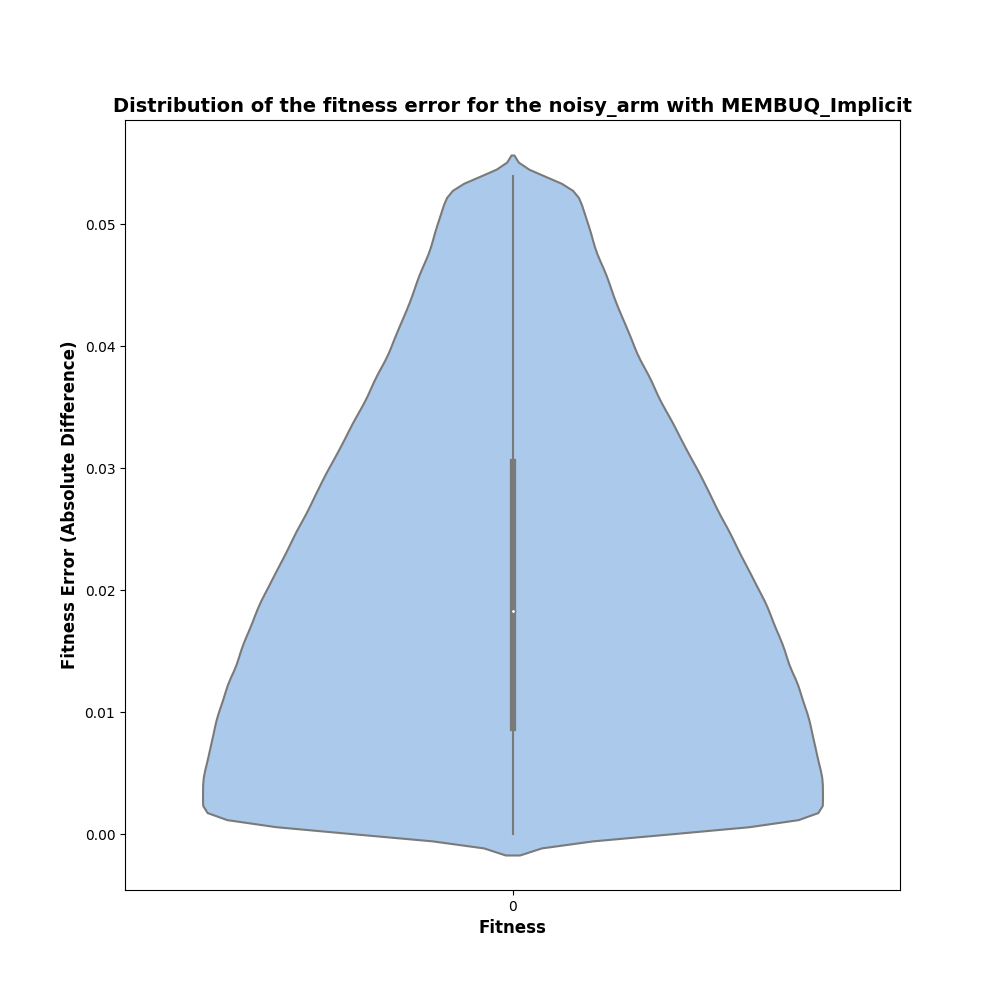 Distribution of the fitness error for the noisy_arm with MEMBUQ_Implicit
Fitness Error (Absolute Difference)
0.05
0.04
0.03
0.02
0.01
0.00
0
Fitness